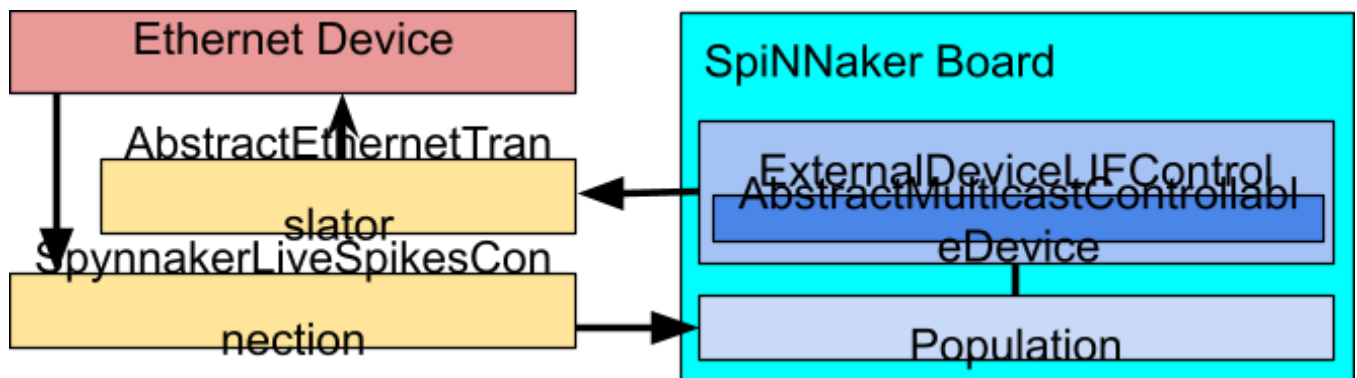 Ethernet Device
AbstractEthernetTran
slator
SpynnakerLiveSpikesCon
nection
SpiNNaker Board
ExternalDeviceLIFControl
AbstractMulticastControllabl
eDevice
Population